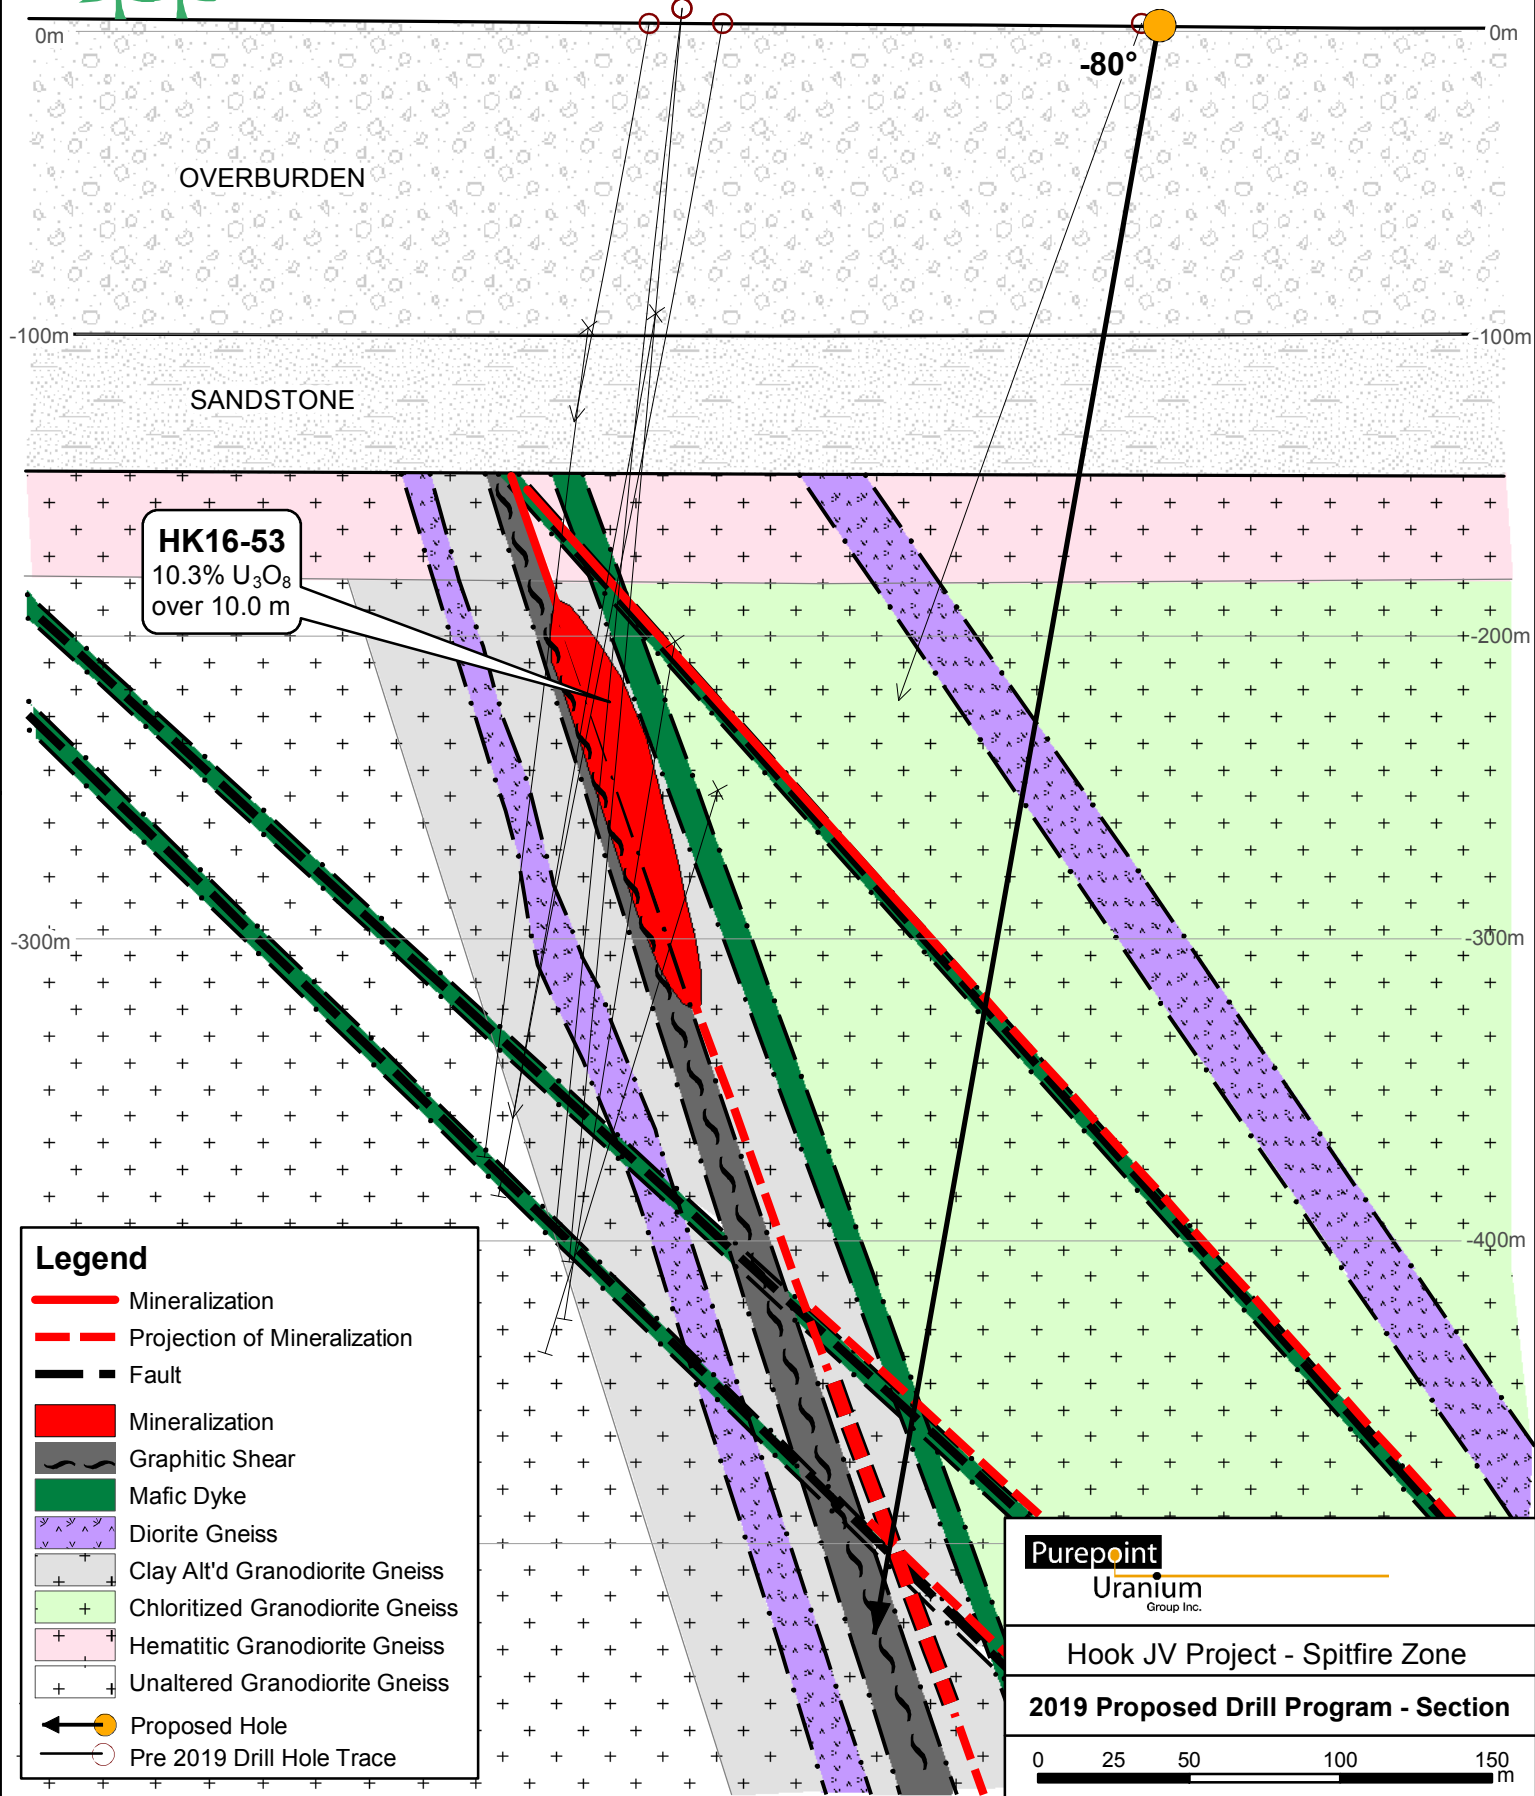 0m
0m
-80°
OVERBURDEN
-100m
-100m
SANDSTONE
HK16-53
10.3% U₃O₈
over 10.0 m
-200m
-300m
-300m
-400m
Legend
Mineralization
Projection of Mineralization
Fault
Mineralization
Graphitic Shear
Mafic Dyke
Diorite Gneiss
Clay Alt'd Granodiorite Gneiss
Chloritized Granodiorite Gneiss
Hematitic Granodiorite Gneiss
Unaltered Granodiorite Gneiss
Proposed Hole
Pre 2019 Drill Hole Trace
Purepoint
Uranium
Group Inc.
Hook JV Project - Spitfire Zone
2019 Proposed Drill Program - Section
0 25 50 100 150
m